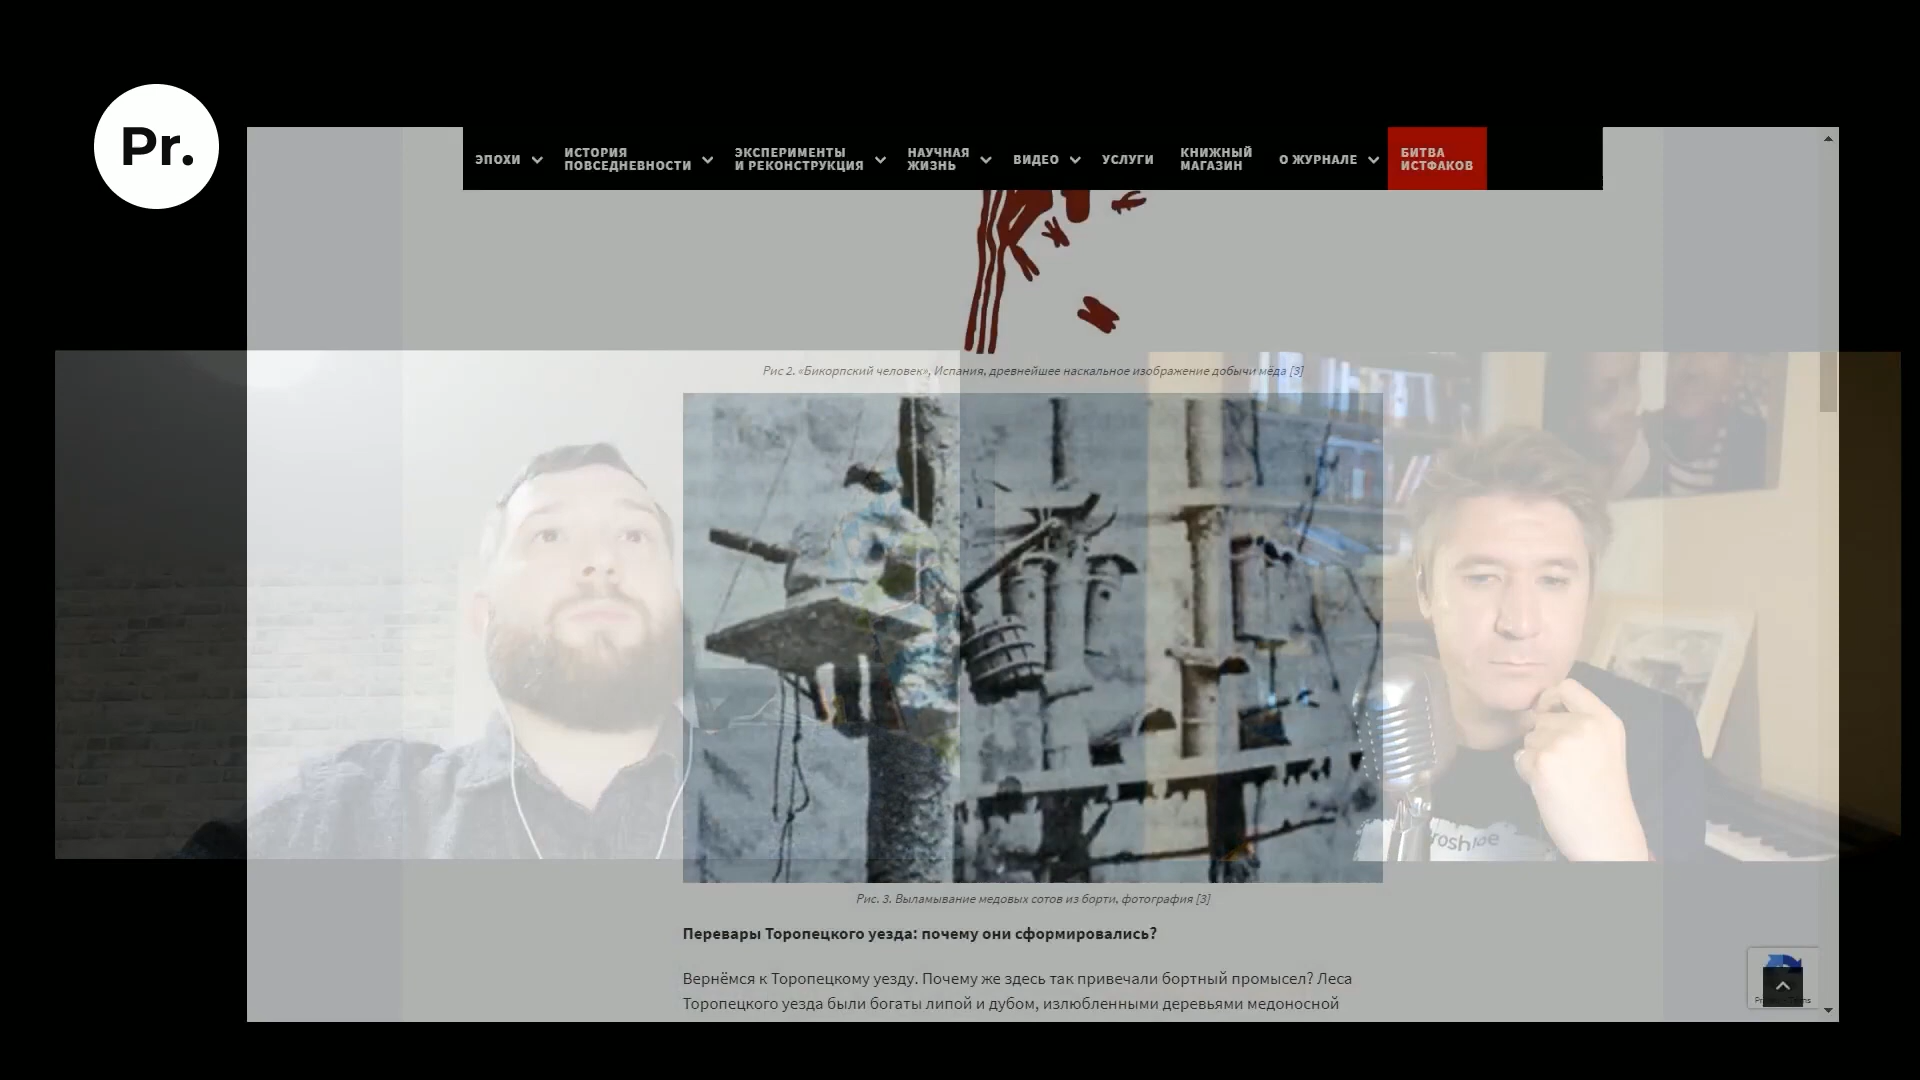 Pr.
ЭПОХИ
ИСТОРИЯ
ПОВСЕДНЕВНОСТИ
ЭКСПЕРИМЕНТЫ
И РЕКОНСТРУКЦИЯ
НАУЧНАЯ
ЖИЗНЬ
ВИДЕО
УСЛУГИ
КНИЖНЫЙ
МАГАЗИН
О ЖУРНАЛЕ
БИТВА
ИСТФАКОВ
Рис 2. «Бикорпский человек», Испания, древнейшее наскальное изображение добычи мёда [3]
Рис. 3. Выламывание медовых сотов из борти, фотография [3]
Перевары Торопецкого уезда: почему они сформировались?
Вернёмся к Торопецкому уезду. Почему же здесь так привечали бортный промысел? Леса
Торопецкого уезда были богаты липой и дубом, излюбленными деревьями медоносной